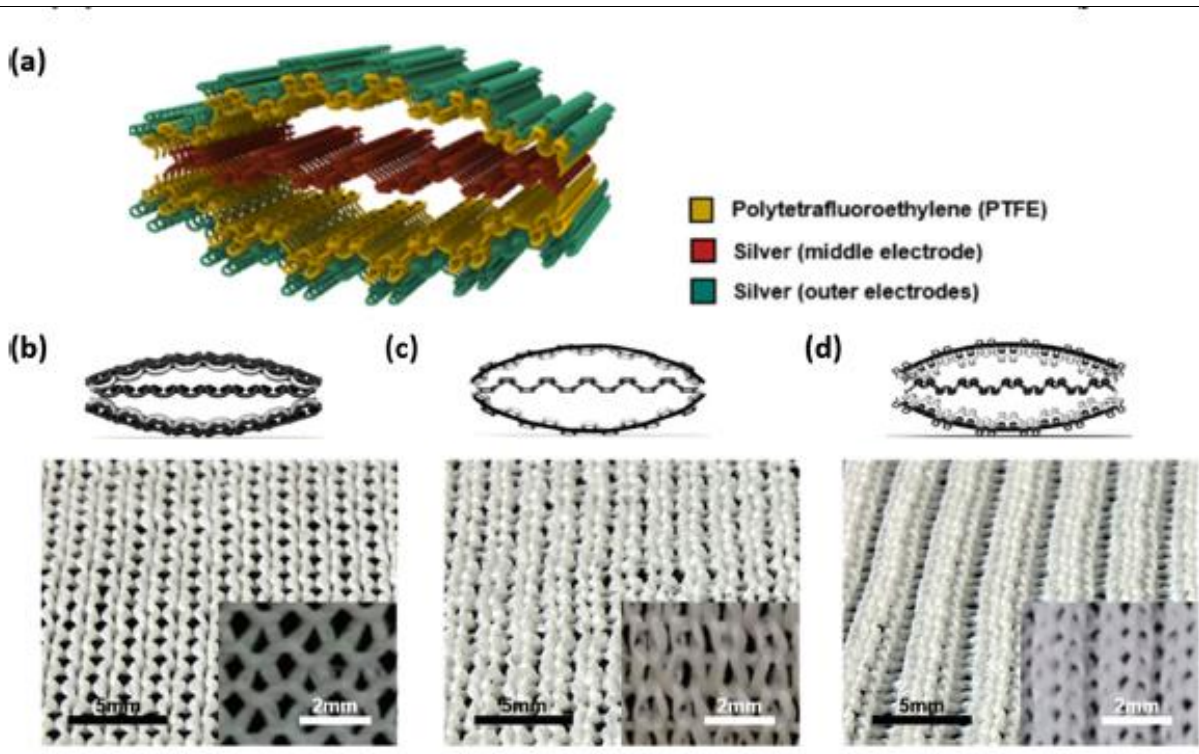 (a)
Polytetrafluoroethylene (PTFE)
Silver (middle electrode)
Silver (outer electrodes)
(b)
(c)
(d)
5mm
2mm
5mm
2mm
5mm
2mm